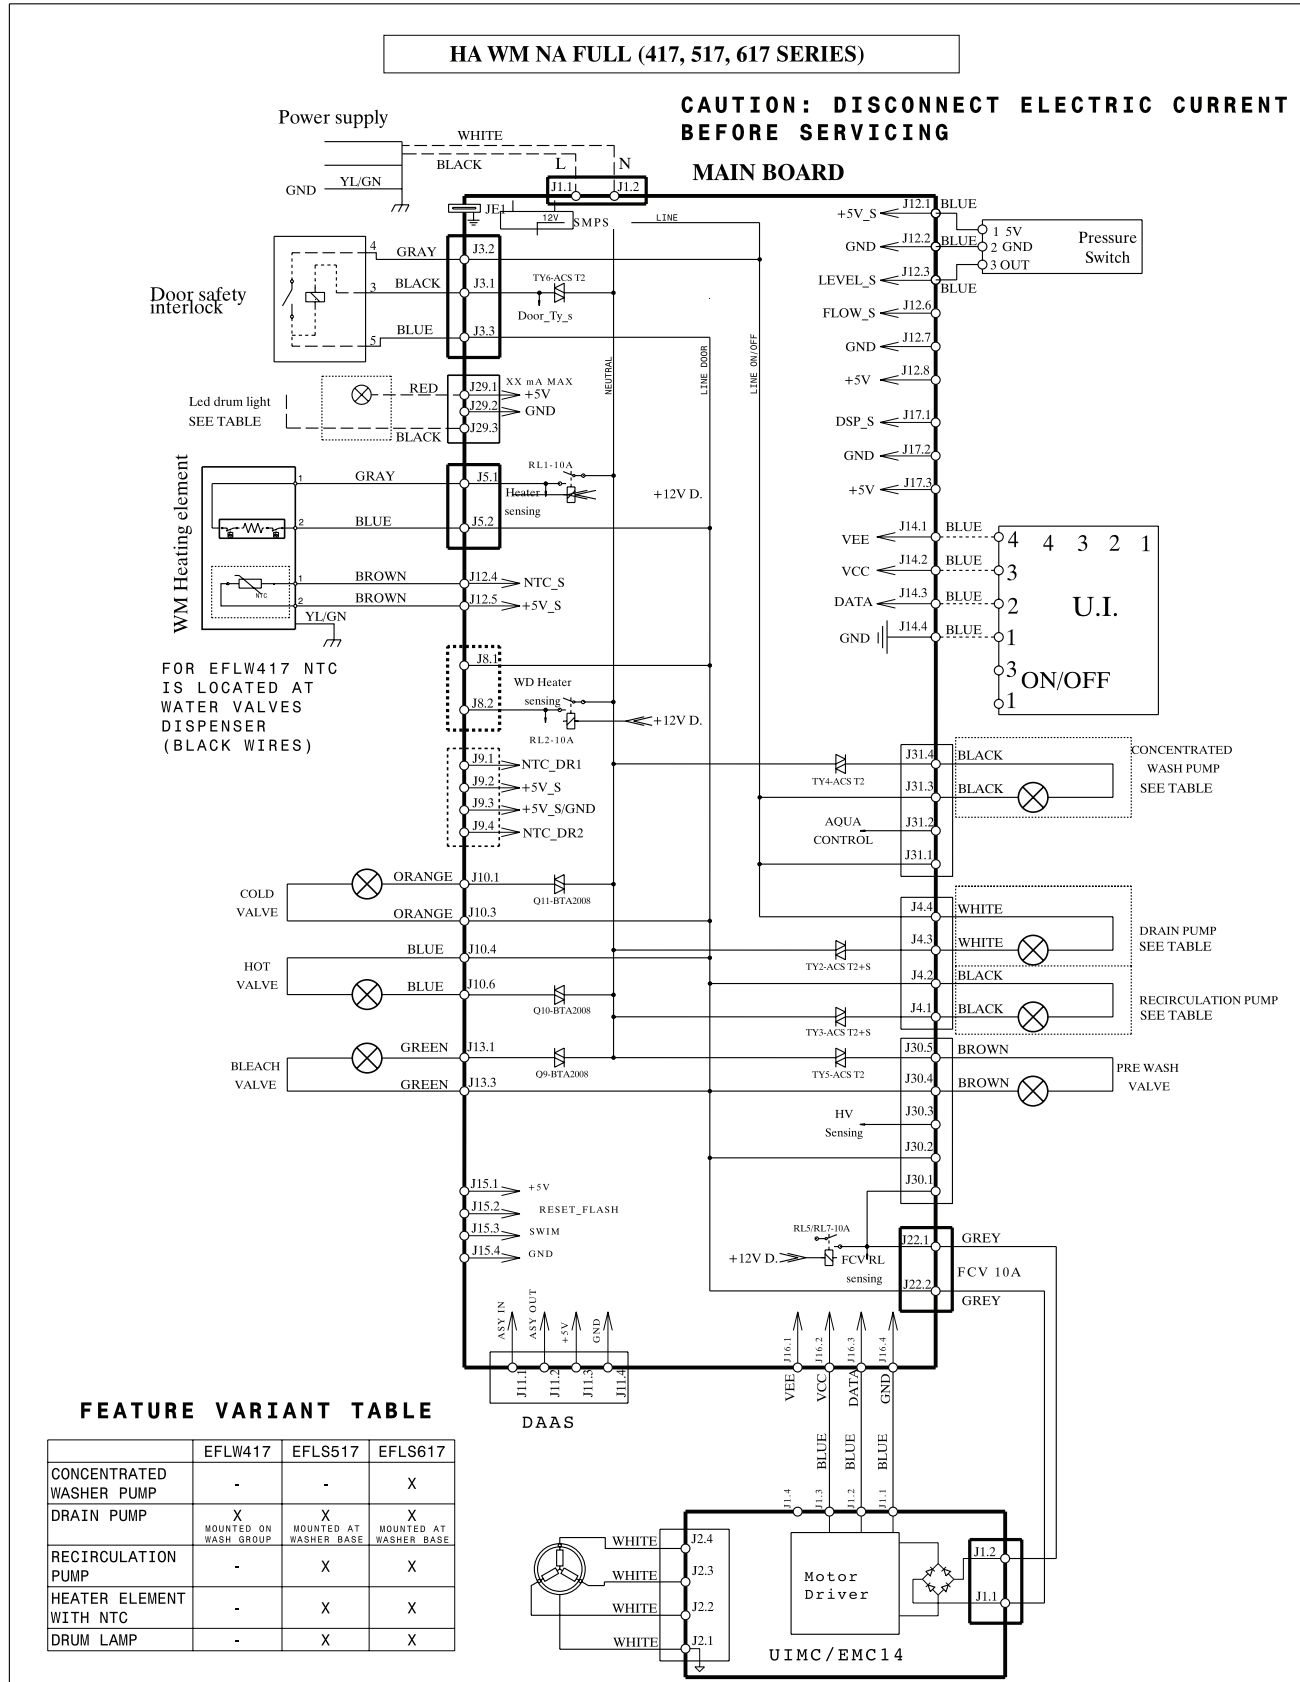 HA WM NA FULL (417, 517, 617 SERIES)
CAUTION: DISCONNECT ELECTRIC CURRENT
BEFORE SERVICING
Power supply
WHITE
BLACK
L
N
MAIN BOARD
GND
YL/GN
J1.1
J1.2
JE1
12V
SMPS
LINE
Door safety
interlock
4
GRAY
J3.2
3
BLACK
J3.1
TY6-ACS T2
Door_Ty_s
5
BLUE
J3.3
NEUTRAL
LINE DOOR
LINE ON/OFF
Led drum light
SEE TABLE
RED
J29.1
XX mA MAX
+5V
J29.2
GND
BLACK
J29.3
WM Heating element
1
GRAY
J5.1
RL1-10A
Heater
sensing
+12V D.
2
BLUE
J5.2
NTC
1
BROWN
J12.4
NTC_S
2
BROWN
J12.5
+5V_S
YL/GN
FOR EFLW417 NTC
IS LOCATED AT
WATER VALVES
DISPENSER
(BLACK WIRES)
J8.1
J8.2
WD Heater
sensing
+12V D.
RL2-10A
J9.1
NTC_DR1
J9.2
+5V_S
J9.3
+5V_S/GND
J9.4
NTC_DR2
COLD
VALVE
ORANGE
J10.1
Q11-BTA2008
ORANGE
J10.3
HOT
VALVE
BLUE
J10.4
BLUE
J10.6
Q10-BTA2008
BLEACH
VALVE
GREEN
J13.1
Q9-BTA2008
GREEN
J13.3
J15.1
+5V
J15.2
RESET_FLASH
J15.3
SWIM
J15.4
GND
+5V_S
J12.1
BLUE
GND
J12.2
BLUE
LEVEL_S
J12.3
BLUE
1 5V
2 GND
3 OUT
Pressure
Switch
FLOW_S
J12.6
GND
J12.7
+5V
J12.8
DSP_S
J17.1
GND
J17.2
+5V
J17.3
VEE
J14.1
BLUE
4
VCC
J14.2
BLUE
3
DATA
J14.3
BLUE
2
GND
J14.4
BLUE
1
4 3 2 1
U.I.
3
1
ON/OFF
TY4-ACS T2
J31.4
BLACK
J31.3
BLACK
CONCENTRATED
WASH PUMP
SEE TABLE
AQUA
CONTROL
J31.2
J31.1
J4.4
WHITE
TY2-ACS T2+S
J4.3
WHITE
DRAIN PUMP
SEE TABLE
J4.2
BLACK
TY3-ACS T2+S
J4.1
BLACK
RECIRCULATION PUMP
SEE TABLE
TY5-ACS T2
J30.5
BROWN
J30.4
BROWN
PRE WASH
VALVE
HV
Sensing
J30.3
J30.2
J30.1
RL5/RL7-10A
+12V D.
FCV RL
sensing
J22.1
GREY
FCV 10A
J22.2
GREY
ASY IN
ASY OUT
+5V
GND
J11.1
J11.2
J11.3
J11.4
DAAS
J16.1
J16.2
J16.3
J16.4
VEE
VCC
DATA
GND
BLUE
BLUE
BLUE
J1.4
J1.3
J1.2
J1.1
WHITE
J2.4
WHITE
J2.3
WHITE
J2.2
WHITE
J2.1
Motor
Driver
J1.2
J1.1
UIMC/EMC14
FEATURE VARIANT TABLE
EFLW417 EFLS517 EFLS617
CONCENTRATED
WASHER PUMP
- - X
DRAIN PUMP
X X X
MOUNTED ON
WASH GROUP
MOUNTED AT
WASHER BASE
MOUNTED AT
WASHER BASE
RECIRCULATION
PUMP
- X X
HEATER ELEMENT
WITH NTC
- X X
DRUM LAMP
- X X